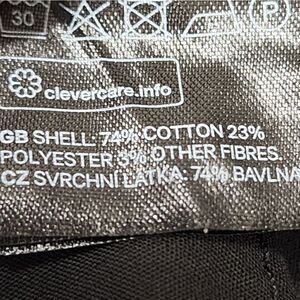 30
P
clevercare.info
GB SHELL: 74% COTTON 23%
POLYESTER 3% OTHER FIBRES.
CZ SVRCHNÍ LÁTKA: 74% BAVLNA